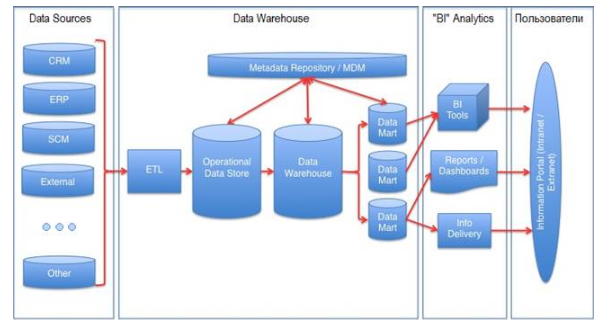 Data Sources
Data Warehouse
"BI" Analytics
Пользователи
CRM
ERP
SCM
External
Other
ETL
Metadata Repository / MDM
Operational
Data Store
Data
Warehouse
Data
Mart
Data
Mart
Data
Mart
BI
Tools
Reports /
Dashboards
Info
Delivery
Information Portal (Intranet /
Extranet)